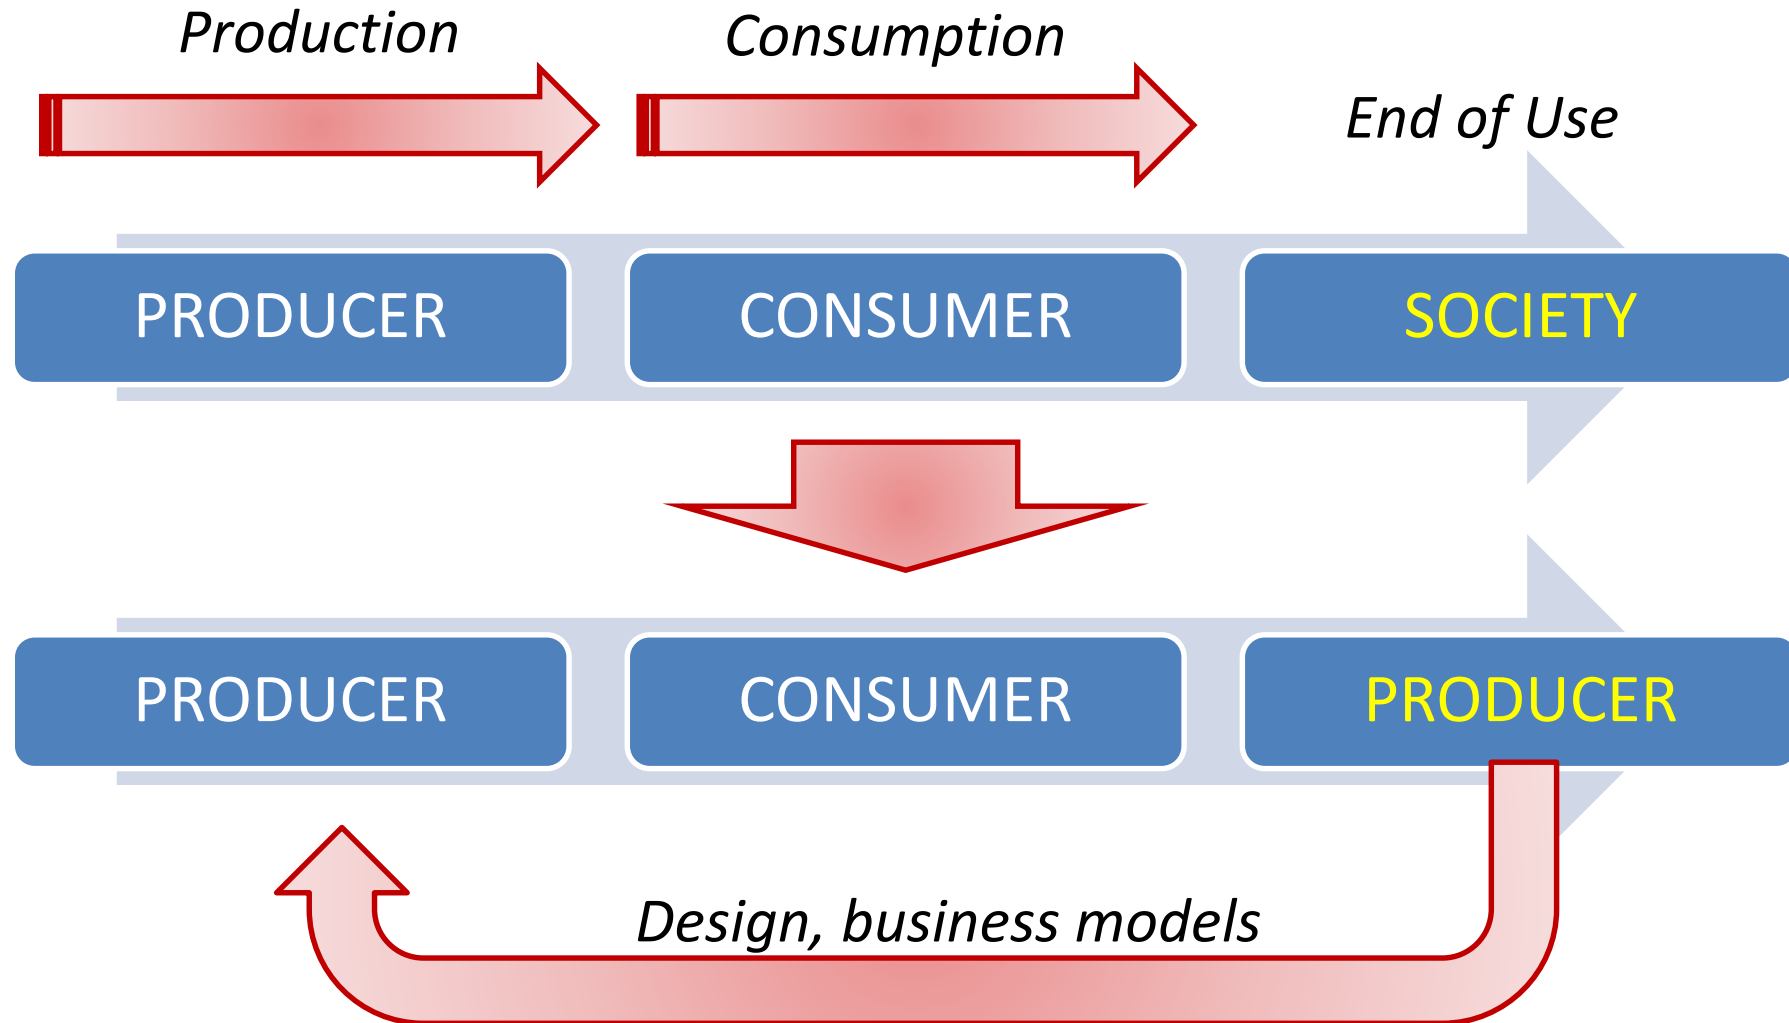 Production
Consumption
End of Use
PRODUCER
CONSUMER
SOCIETY
PRODUCER
CONSUMER
PRODUCER
Design, business models